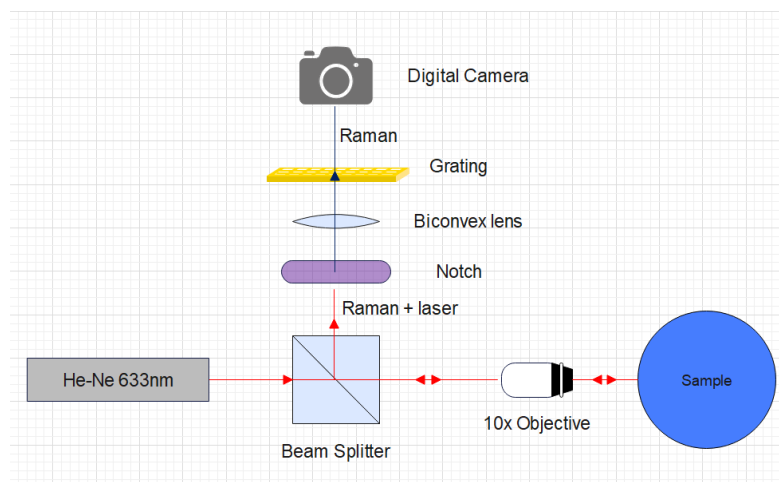 Digital Camera
Raman
Grating
Biconvex lens
Notch
Raman + laser
He-Ne 633nm
Sample
10x Objective
Beam Splitter